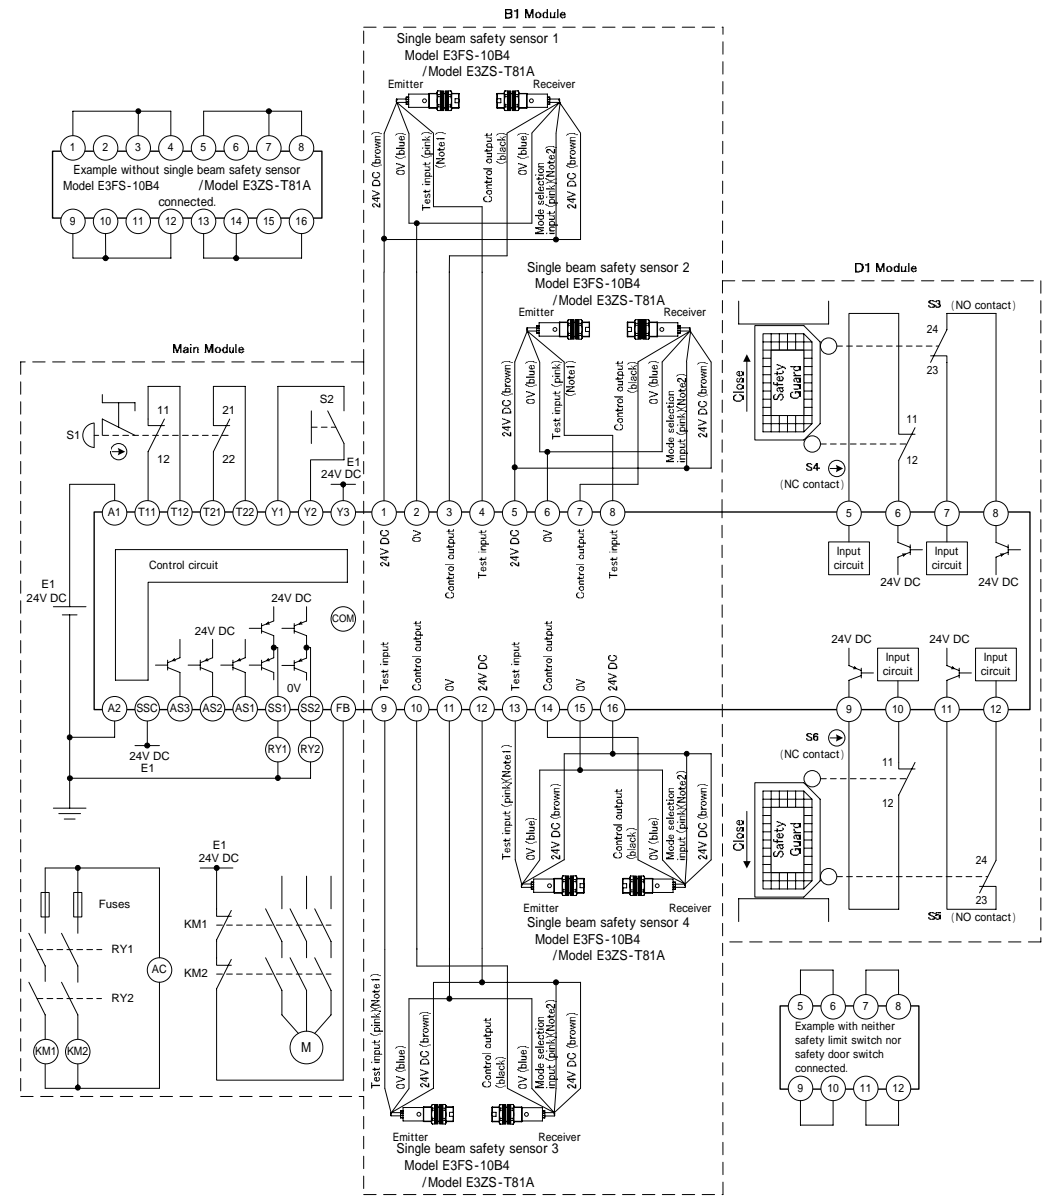 B1 Module
Single beam safety sensor 1
Model E3FS-10B4
/Model E3ZS-T81A
Emitter
Receiver
24V DC (brown)
0V (blue)
Test input (pink)
(Note1)
Control output
(black)
0V (blue)
Mode selection
input (pink)(Note2)
24V DC (brown)
1 2 3 4 5 6 7 8
Example without single beam safety sensor
Model E3FS-10B4 /Model E3ZS-T81A
connected.
9 10 11 12 13 14 15 16
Single beam safety sensor 2
Model E3FS-10B4
/Model E3ZS-T81A
Emitter
Receiver
24V DC (brown)
0V (blue)
Test input (pink)
(Note1)
Control output
(black)
0V (blue)
Mode selection
input (pink)(Note2)
24V DC (brown)
D1 Module
S3 (NO contact)
24
23
Close
Safety
Guard
11
12
S4
(NC contact)
Main Module
S1
11
12
21
22
S2
E1
24V DC
A1 T11 T12 T21 T22 Y1 Y2 Y3
1 2 3 4 5 6 7 8
5 6 7 8
24V DC
0V
Control output
Test input
24V DC
0V
Control output
Test input
Input
circuit
24V DC
Input
circuit
24V DC
Control circuit
E1
24V DC
COM
24V DC
24V DC
0V
Test input
Control output
0V
24V DC
Test input
Control output
0V
24V DC
24V DC
Input
circuit
24V DC
Input
circuit
A2 SSC AS3 AS2 AS1 SS1 SS2 FB
9 10 11 12 13 14 15 16
9 10 11 12
24V DC
E1
RY1
RY2
S6
(NC contact)
11
12
Close
Safety
Guard
24
23
S5 (NO contact)
Test input (pink)(Note1)
0V (blue)
24V DC (brown)
Control output
(black)
0V (blue)
Mode selection
input (pink)(Note2)
24V DC (brown)
Emitter
Receiver
Single beam safety sensor 4
Model E3FS-10B4
/Model E3ZS-T81A
E1
24V DC
Fuses
KM1
RY1
KM2
AC
RY2
KM1
KM2
M
Test input (pink)(Note1)
0V (blue)
24V DC (brown)
Control output
(black)
0V (blue)
Mode selection
input (pink)(Note2)
24V DC (brown)
Emitter
Receiver
Single beam safety sensor 3
Model E3FS-10B4
/Model E3ZS-T81A
5 6 7 8
Example with neither
safety limit switch nor
safety door switch
connected.
9 10 11 12